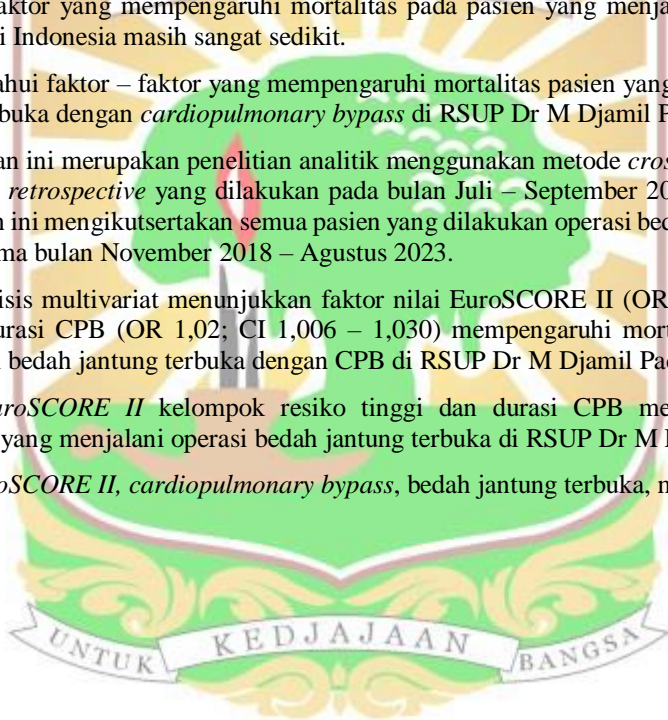 aktor yang mempengaruhi mortalitas pada pasien yang menja
i Indonesia masih sangat sedikit.
ahui faktor – faktor yang mempengaruhi mortalitas pasien yang
rbuka dengan cardiopulmonary bypass di RSUP Dr M Djamil P
an ini merupakan penelitian analitik menggunakan metode cros
retrospective yang dilakukan pada bulan Juli – September 20
n ini mengikutsertakan semua pasien yang dilakukan operasi bed
ma bulan November 2018 – Agustus 2023.
isis multivariat menunjukkan faktor nilai EuroSCORE II (OR
urasi CPB (OR 1,02; CI 1,006 – 1,030) mempengaruhi mort
i bedah jantung terbuka dengan CPB di RSUP Dr M Djamil Pad
uroSCORE II kelompok resiko tinggi dan durasi CPB me
yang menjalani operasi bedah jantung terbuka di RSUP Dr M
oSCORE II, cardiopulmonary bypass, bedah jantung terbuka, m
UNTUK KEDJAJAAN BANGSA